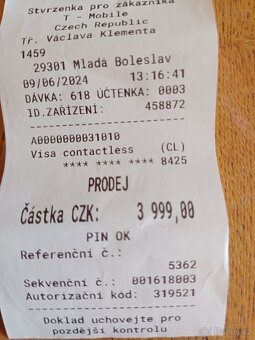 Stvrzenka pro zákazníka
T - Mobile
Czech Republic
Tř. Václava Klementa
1459
29301 Mladá Boleslav
09/06/2024 13:16:41
DÁVKA: 618 ÚČTENKA: 0003
ID.ZAŘÍZENÍ: 458872
A0000000031010
Visa contactless (CL)
**** **** **** 8425
PRODEJ
Částka CZK: 3 999,00
PIN OK
Referenční č.:
5362
Sekvenční č.: 001618003
Autorizační kód: 319521
Doklad uchovejte pro
pozdější kontrolu